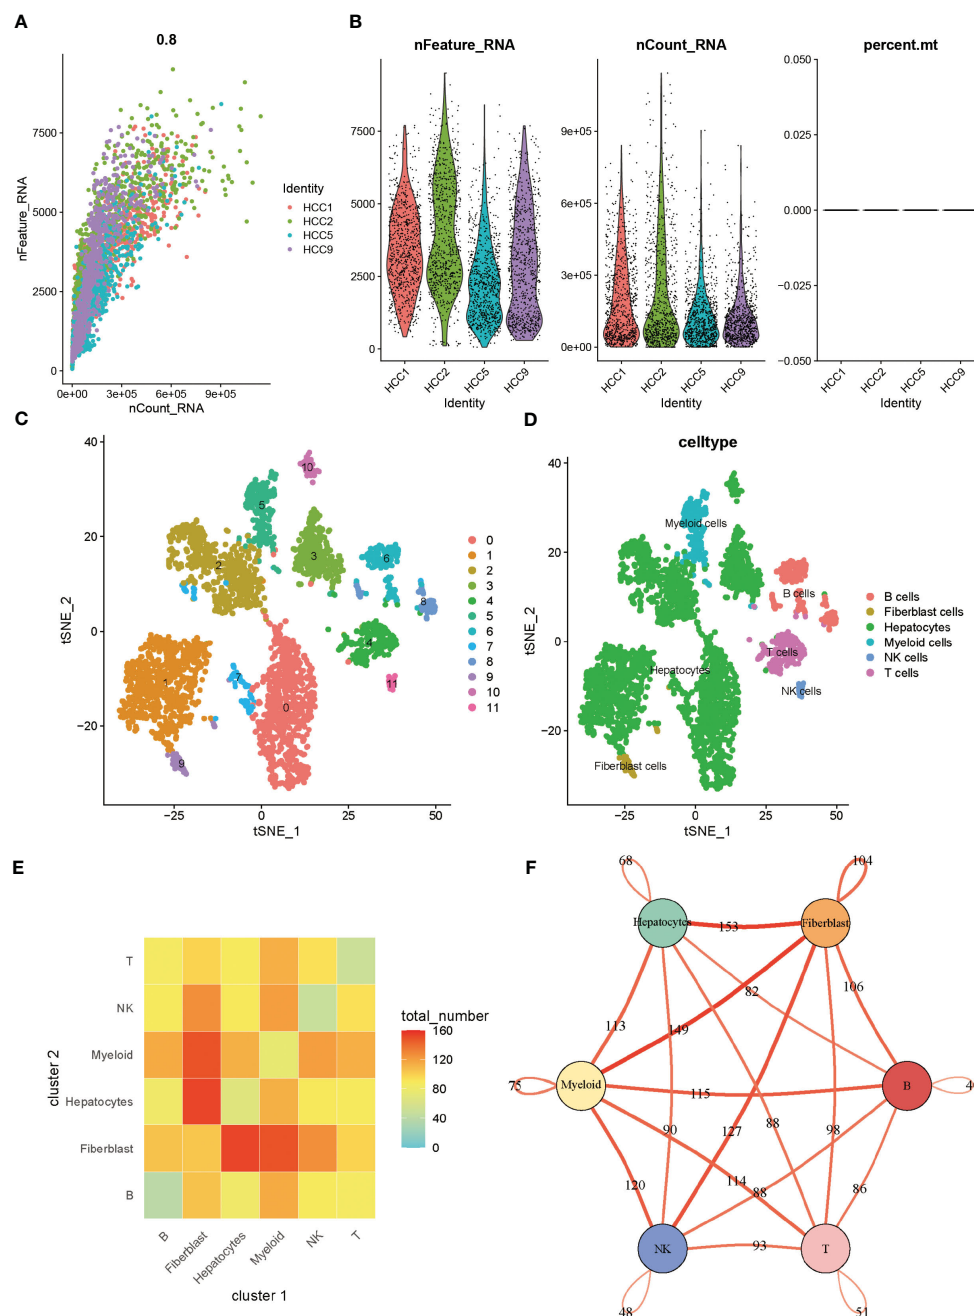 A
0.8
nFeature_RNA
7500
5000
2500
0
0e+00
3e+05
6e+05
9e+05
nCount_RNA
Identity
HCC1
HCC2
HCC5
HCC9
B
nFeature_RNA
7500
5000
2500
0
HCC1
HCC2
HCC5
HCC9
Identity
nCount_RNA
9e+05
6e+05
3e+05
0e+00
HCC1
HCC2
HCC5
HCC9
Identity
percent.mt
0.050
0.025
0.000
−0.025
−0.050
HCC1
HCC2
HCC5
HCC9
Identity
C
tSNE_2
40
20
0
−20
−25
0
25
50
tSNE_1
10
5
3
2
6
8
4
11
7
1
0
9
0
1
2
3
4
5
6
7
8
9
10
11
D
celltype
tSNE_2
40
20
0
−20
−25
0
25
50
tSNE_1
Myeloid cells
B cells
T cells
Hepatocytes
NK cells
Fiberblast cells
B cells
Fiberblast cells
Hepatocytes
Myeloid cells
NK cells
T cells
E
cluster 2
T
NK
Myeloid
Hepatocytes
Fiberblast
B
B
Fiberblast
Hepatocytes
Myeloid
NK
T
cluster 1
total_number
160
120
80
40
0
F
68
104
Hepatocytes
153
Fiberblast
82
106
113
149
75
Myeloid
115
B
90
127
88
98
114
88
120
86
NK
93
T
48
51